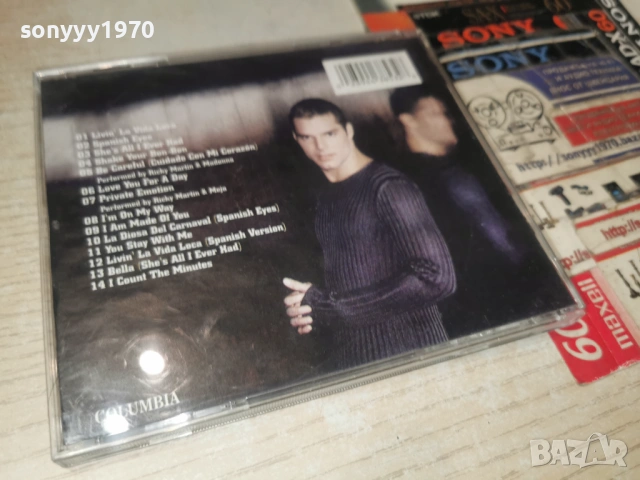 sonyyy1970
SONY
SONY
01 Livin' La Vida Loca
02 Spanish Eyes
03 She's All I Ever Had
04 Shake Your Bon-Bon
05 Be Careful (Cuidado Con Mi Corazón)
Performed by Ricky Martin & Madonna
06 Love You For A Day
07 Private Emotion
Performed by Ricky Martin & Meja
08 I'm On My Way
09 I Am Made Of You
10 La Diosa Del Carnaval (Spanish Eyes)
11 You Stay With Me
12 Livin' La Vida Loca (Spanish Version)
13 Bella (She's All I Ever Had)
14 I Count The Minutes
COLUMBIA
maxell
60
BAZAR
bazar.bg